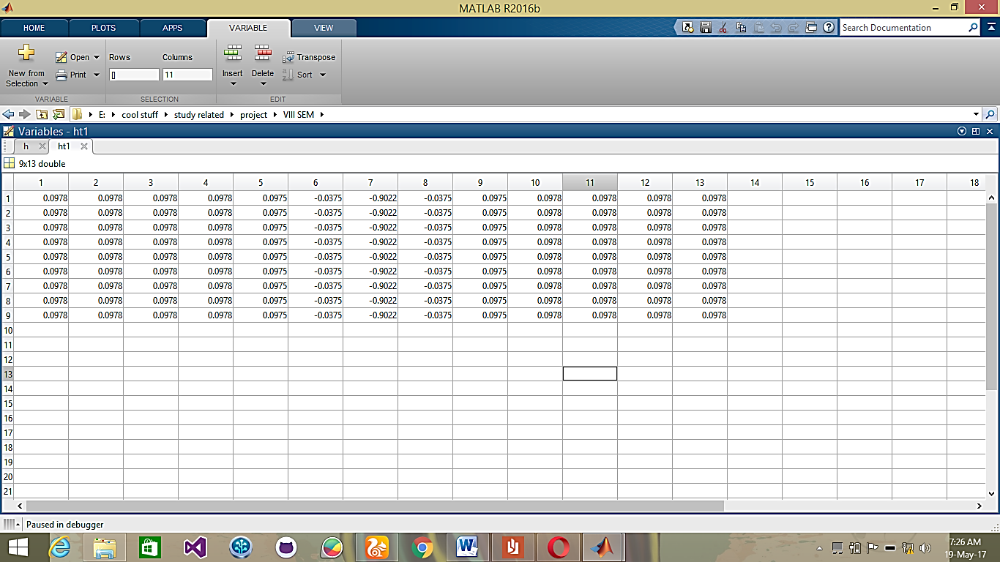 MATLAB R2016b
HOME PLOTS APPS VARIABLE VIEW Search Documentation
New from Selection Open Print Rows Columns [] 11 Insert Delete Transpose Sort
VARIABLE SELECTION EDIT
E: cool stuff study related project VIII SEM
Variables - ht1
h ht1
9x13 double
1 2 3 4 5 6 7 8 9 10 11 12 13 14 15 16 17 18
1 0.0978 0.0978 0.0978 0.0978 0.0975 -0.0375 -0.9022 -0.0375 0.0975 0.0978 0.0978 0.0978 0.0978
2 0.0978 0.0978 0.0978 0.0978 0.0975 -0.0375 -0.9022 -0.0375 0.0975 0.0978 0.0978 0.0978 0.0978
3 0.0978 0.0978 0.0978 0.0978 0.0975 -0.0375 -0.9022 -0.0375 0.0975 0.0978 0.0978 0.0978 0.0978
4 0.0978 0.0978 0.0978 0.0978 0.0975 -0.0375 -0.9022 -0.0375 0.0975 0.0978 0.0978 0.0978 0.0978
5 0.0978 0.0978 0.0978 0.0978 0.0975 -0.0375 -0.9022 -0.0375 0.0975 0.0978 0.0978 0.0978 0.0978
6 0.0978 0.0978 0.0978 0.0978 0.0975 -0.0375 -0.9022 -0.0375 0.0975 0.0978 0.0978 0.0978 0.0978
7 0.0978 0.0978 0.0978 0.0978 0.0975 -0.0375 -0.9022 -0.0375 0.0975 0.0978 0.0978 0.0978 0.0978
8 0.0978 0.0978 0.0978 0.0978 0.0975 -0.0375 -0.9022 -0.0375 0.0975 0.0978 0.0978 0.0978 0.0978
9 0.0978 0.0978 0.0978 0.0978 0.0975 -0.0375 -0.9022 -0.0375 0.0975 0.0978 0.0978 0.0978 0.0978
10
11
12
13
14
15
16
17
18
19
20
21
Paused in debugger
7:26 AM
19-May-17